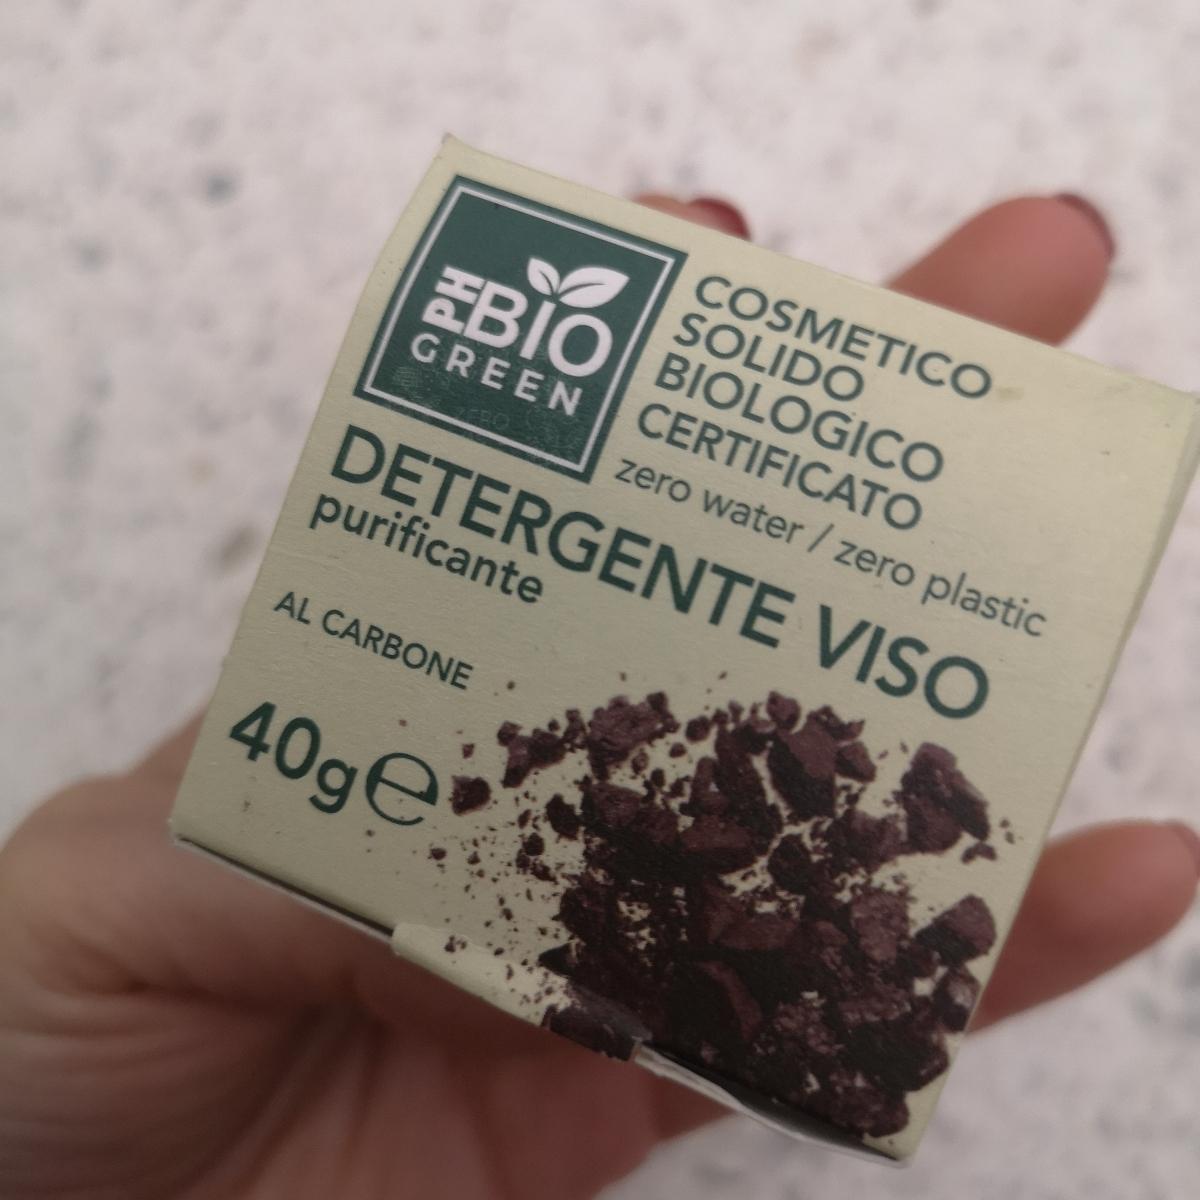 PH BIO
GREEN
COSMETICO
SOLIDO
BIOLOGICO
CERTIFICATO
zero water / zero plastic
DETERGENTE VISO
purificante
AL CARBONE
40g℮